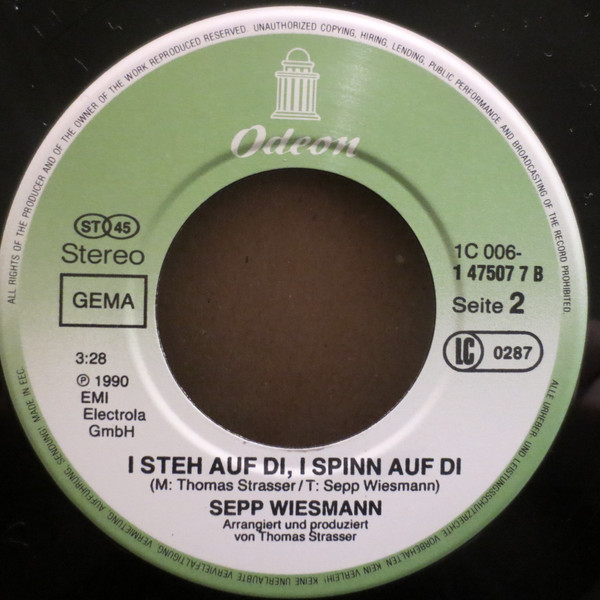 ALL RIGHTS OF THE PRODUCER AND OF THE OWNER OF THE WORK REPRODUCED RESERVED. UNAUTHORIZED COPYING, HIRING, LENDING, PUBLIC PERFORMANCE AND BROADCASTING OF THE RECORD PROHIBITED.
Odeon
ST 45
Stereo
GEMA
1C 006-
1 47507 7 B
Seite 2
LC 0287
3:28
℗ 1990
EMI
Electrola
GmbH
I STEH AUF DI, I SPINN AUF DI
(M: Thomas Strasser / T: Sepp Wiesmann)
SEPP WIESMANN
Arrangiert und produziert
von Thomas Strasser
ALLE URHEBER- UND LEISTUNGSSCHUTZRECHTE VORBEHALTEN. KEIN VERLEIH! KEINE UNERLAUBTE VERVIELFÄLTIGUNG, VERMIETUNG, AUFFÜHRUNG, SENDUNG! MADE IN EEC